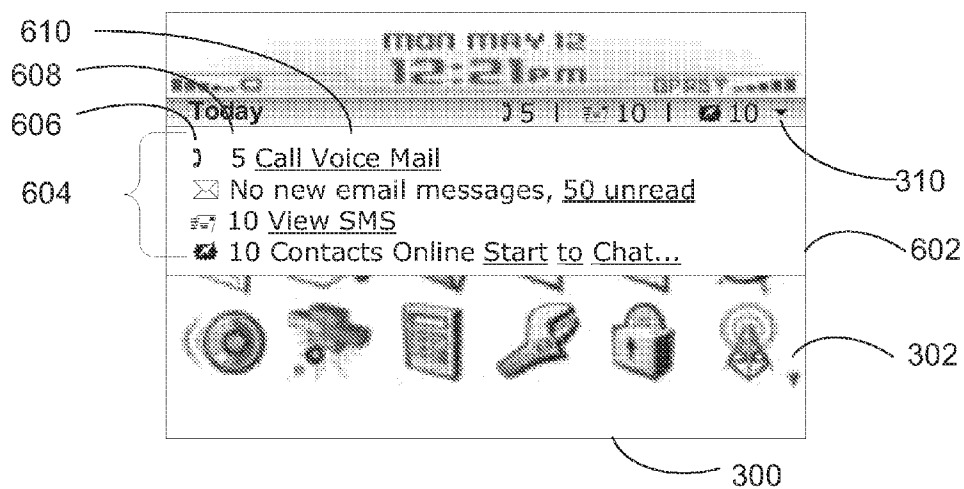 610
mon may 12
608
12:21pm
606
Today 5 | 10 | 10
5 Call Voice Mail
604
No new email messages, 50 unread
310
10 View SMS
602
10 Contacts Online Start to Chat...
302
300